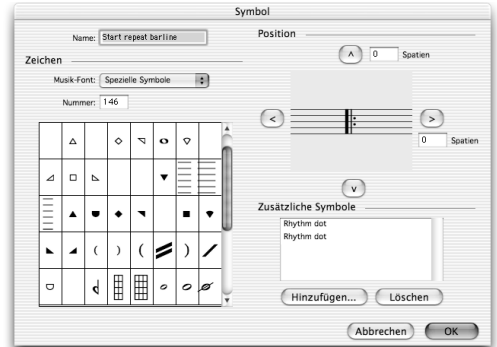 Symbol
Name: Start repeat barline
Zeichen
Musik-Font: Spezielle Symbole
Nummer: 146
Position
0 Spatien
0
Spatien
Zusätzliche Symbole
Rhythm dot
Rhythm dot
Hinzufügen... Löschen
Abbrechen OK